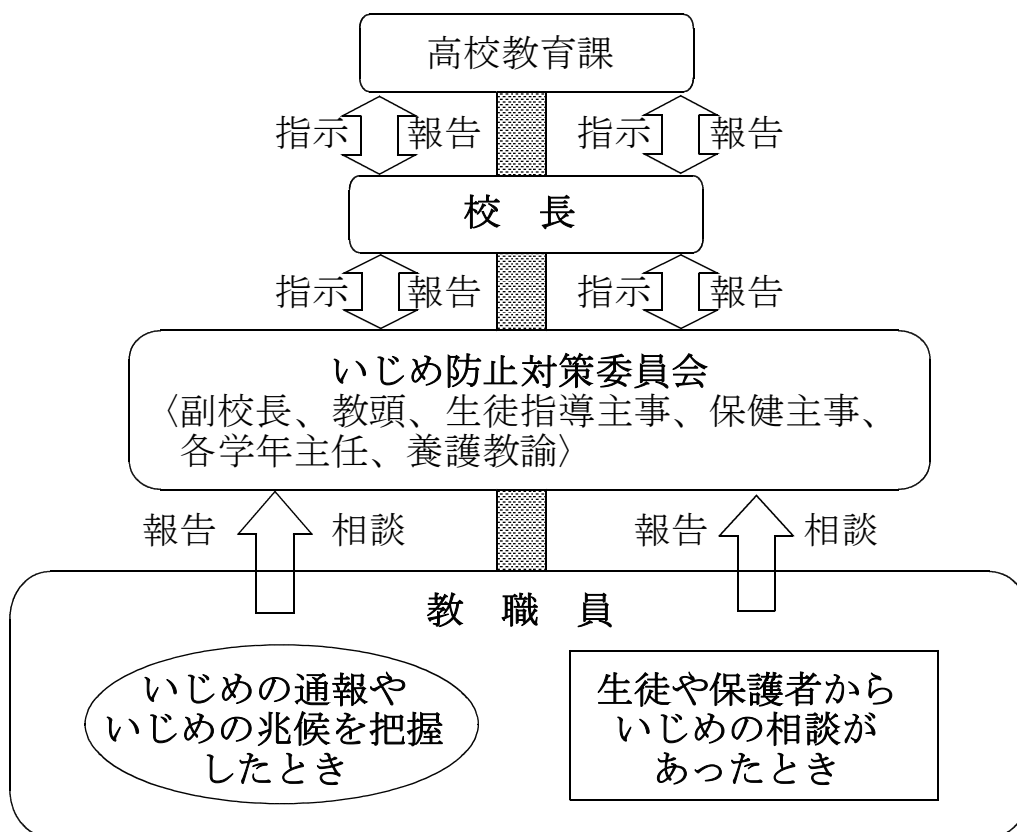 高校教育課
指示 報告 指示 報告
校 長
指示 報告 指示 報告
いじめ防止対策委員会
〈副校長、教頭、生徒指導主事、保健主事、
各学年主任、養護教諭〉
報告 相談 報告 相談
教 職 員
いじめの通報や
いじめの兆候を把握
したとき
生徒や保護者から
いじめの相談が
あったとき